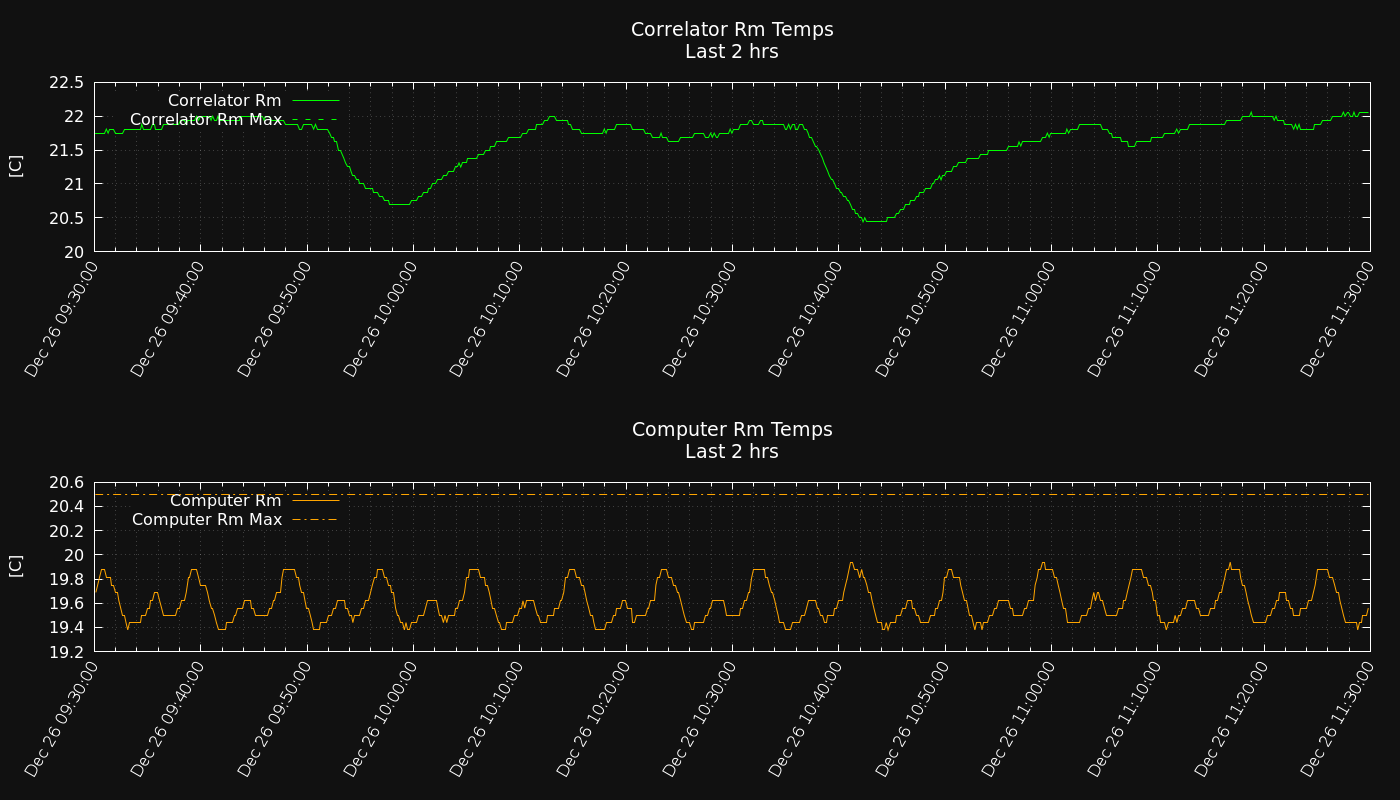 Correlator Rm Temps
Last 2 hrs
22.5
22
21.5
21
20.5
20
[C]
Correlator Rm
Correlator Rm Max
Dec 26 09:30:00
Dec 26 09:40:00
Dec 26 09:50:00
Dec 26 10:00:00
Dec 26 10:10:00
Dec 26 10:20:00
Dec 26 10:30:00
Dec 26 10:40:00
Dec 26 10:50:00
Dec 26 11:00:00
Dec 26 11:10:00
Dec 26 11:20:00
Dec 26 11:30:00
Computer Rm Temps
Last 2 hrs
20.6
20.4
20.2
20
19.8
19.6
19.4
19.2
[C]
Computer Rm
Computer Rm Max
Dec 26 09:30:00
Dec 26 09:40:00
Dec 26 09:50:00
Dec 26 10:00:00
Dec 26 10:10:00
Dec 26 10:20:00
Dec 26 10:30:00
Dec 26 10:40:00
Dec 26 10:50:00
Dec 26 11:00:00
Dec 26 11:10:00
Dec 26 11:20:00
Dec 26 11:30:00